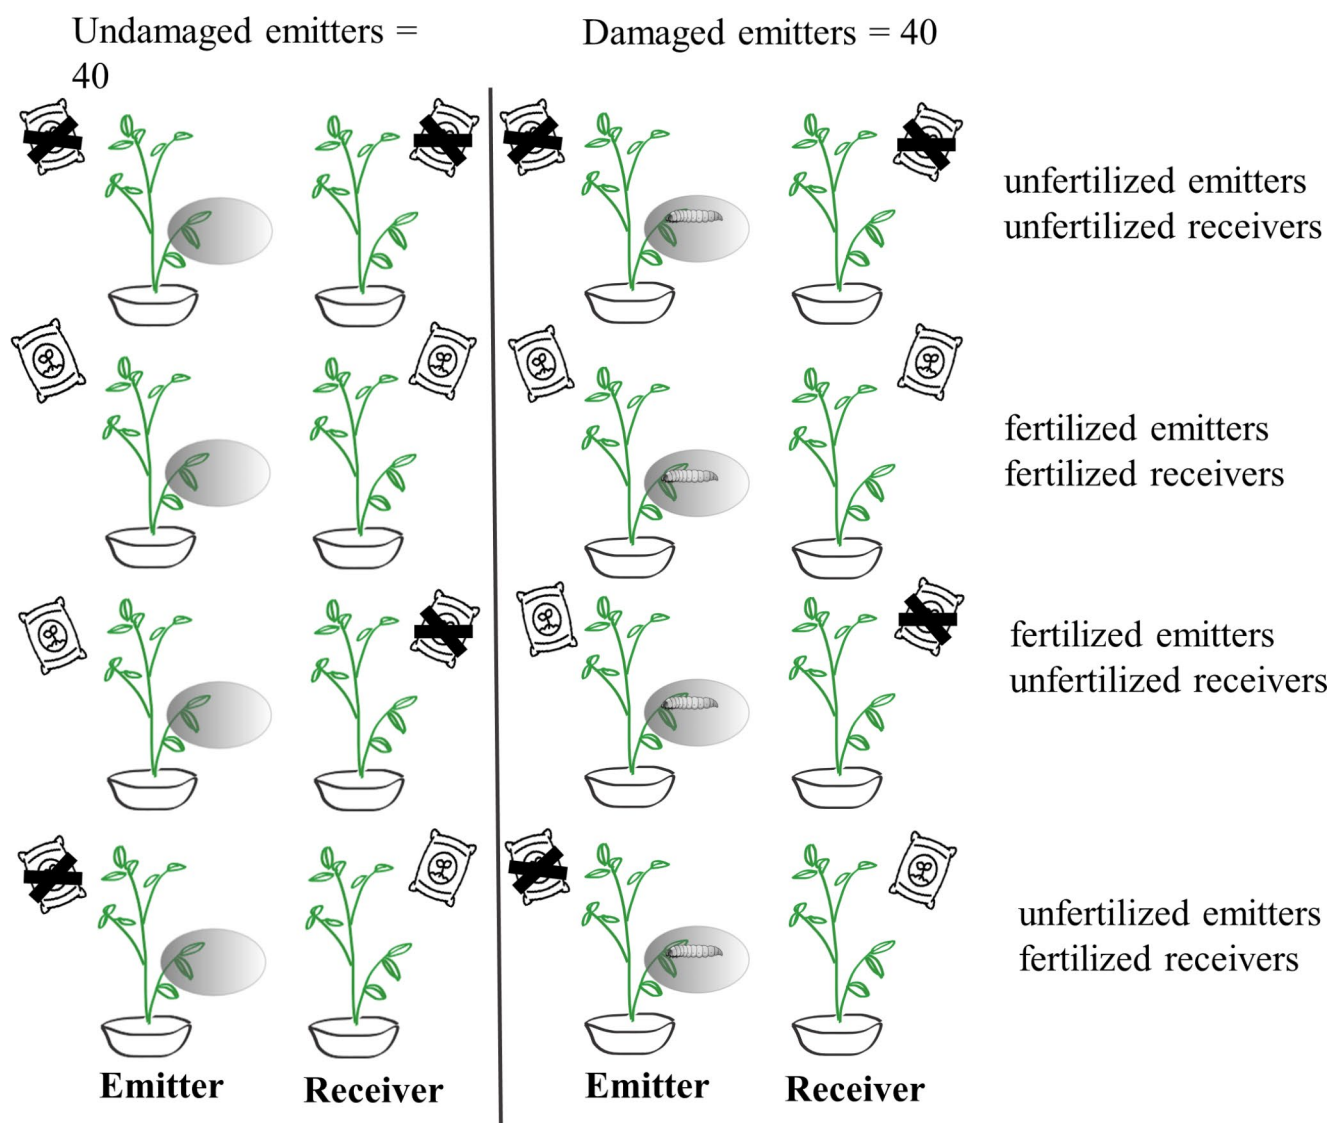 Undamaged emitters =
40
Damaged emitters = 40
unfertilized emitters
unfertilized receivers
fertilized emitters
fertilized receivers
fertilized emitters
unfertilized receivers
unfertilized emitters
fertilized receivers
Emitter
Receiver
Emitter
Receiver